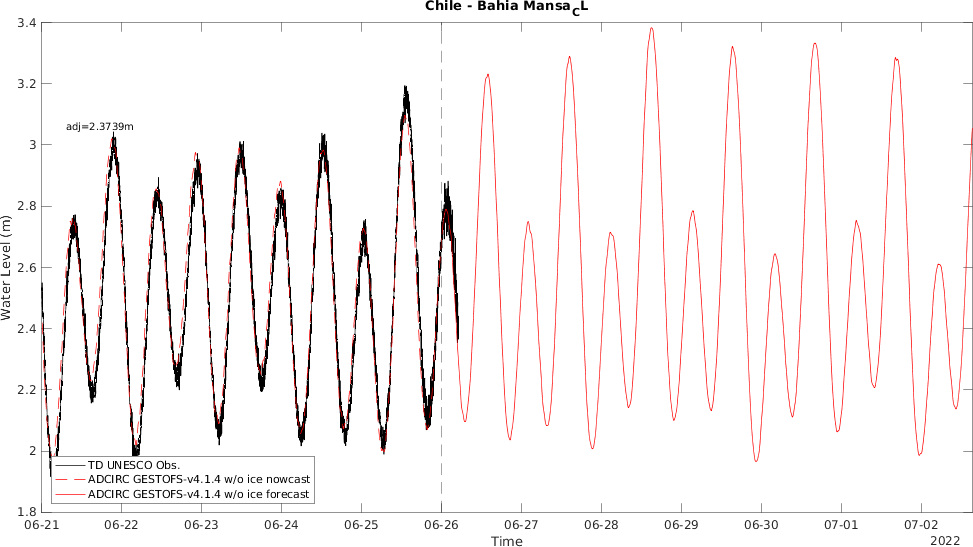 Chile - Bahia Mansa_CL
3.4
3.2
3
2.8
2.6
2.4
2.2
2
1.8
Water Level (m)
adj=2.3739m
TD UNESCO Obs.
ADCIRC GESTOFS-v4.1.4 w/o ice nowcast
ADCIRC GESTOFS-v4.1.4 w/o ice forecast
06-21 06-22 06-23 06-24 06-25 06-26 06-27 06-28 06-29 06-30 07-01 07-02
Time
2022